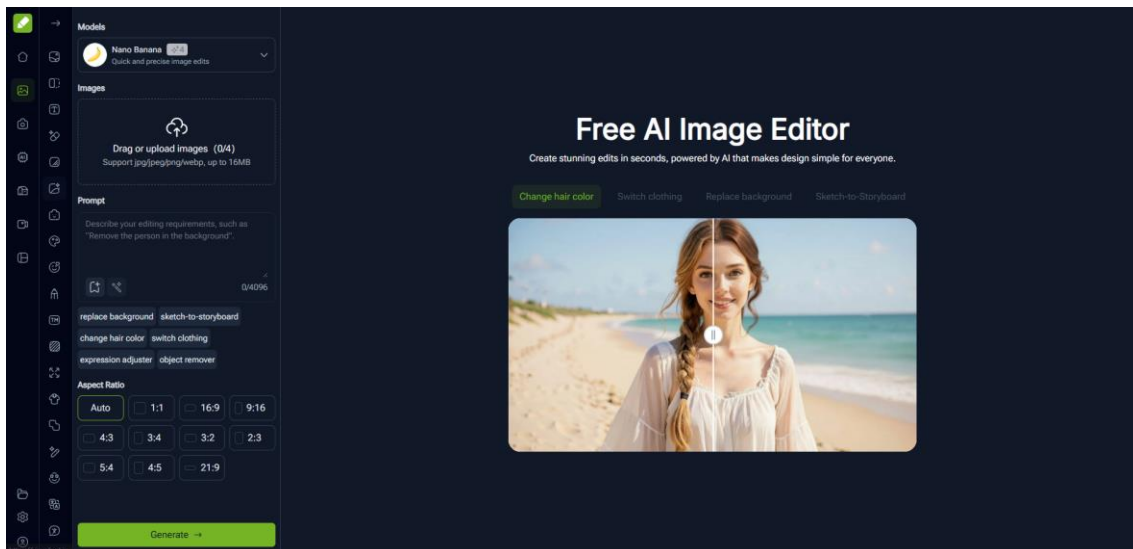 Models
Nano Banana 4
Quick and precise image edits
Images
Drag or upload images (0/4)
Support jpg/jpeg/png/webp, up to 16MB
Prompt
Describe your editing requirements, such as
"Remove the person in the background".
0/4096
replace background sketch-to-storyboard
change hair color switch clothing
expression adjuster object remover
Aspect Ratio
Auto 1:1 16:9 9:16
4:3 3:4 3:2 2:3
5:4 4:5 21:9
Generate →
Free AI Image Editor
Create stunning edits in seconds, powered by AI that makes design simple for everyone.
Change hair color Switch clothing Replace background Sketch-to-Storyboard